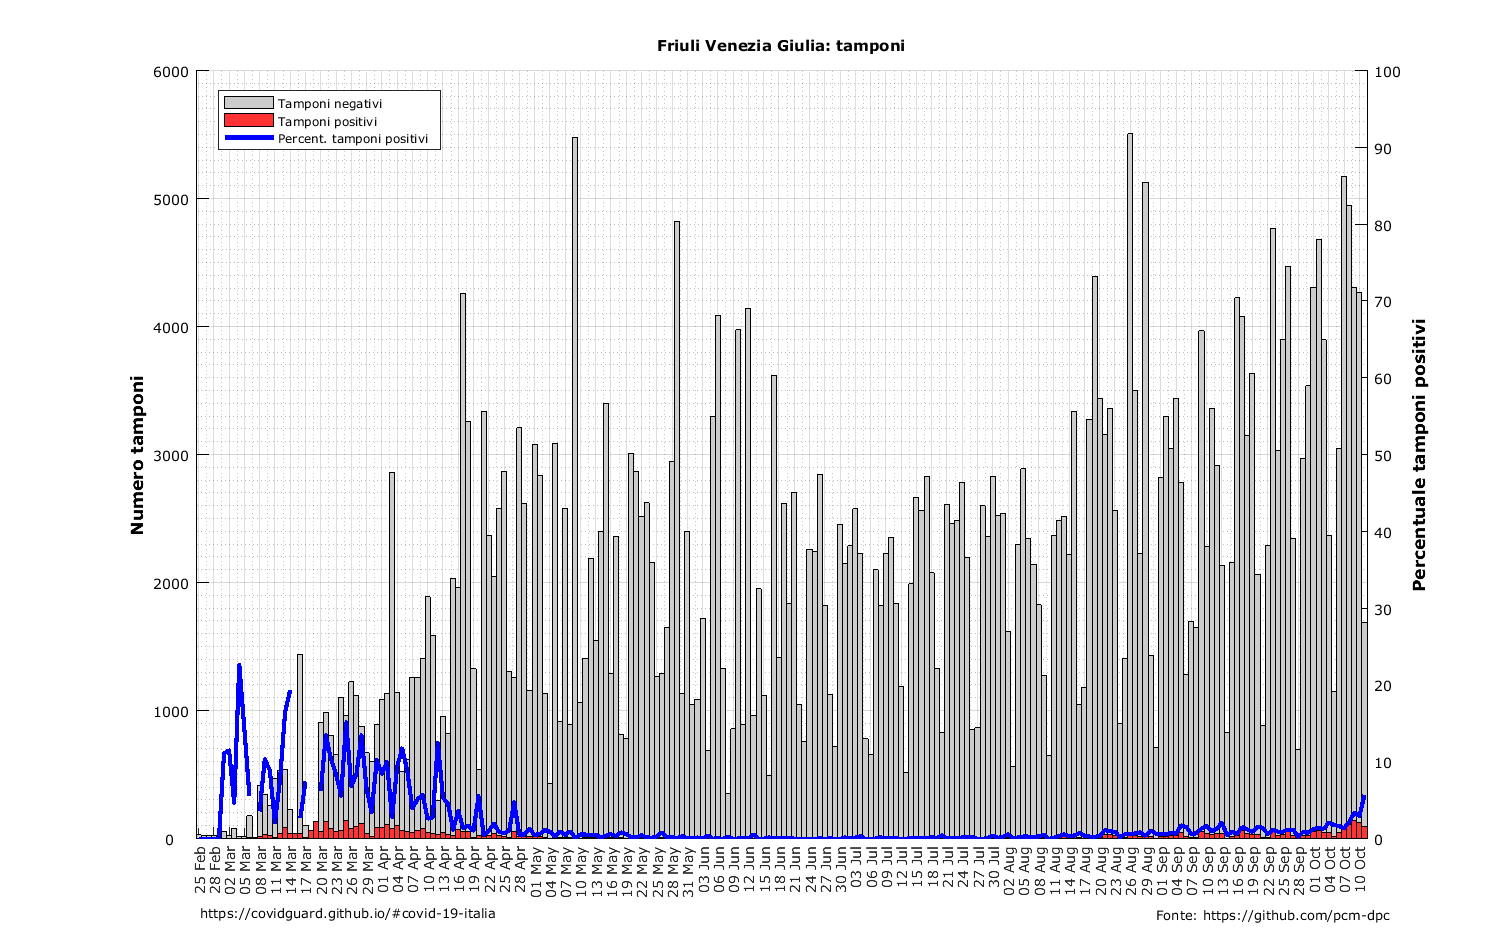 Friuli Venezia Giulia: tamponi
Tamponi negativi
Tamponi positivi
Percent. tamponi positivi
Numero tamponi
6000
5000
4000
3000
2000
1000
0
Percentuale tamponi positivi
100
90
80
70
60
50
40
30
20
10
0
25 Feb
28 Feb
02 Mar
05 Mar
08 Mar
11 Mar
14 Mar
17 Mar
20 Mar
23 Mar
26 Mar
29 Mar
01 Apr
04 Apr
07 Apr
10 Apr
13 Apr
16 Apr
19 Apr
22 Apr
25 Apr
28 Apr
01 May
04 May
07 May
10 May
13 May
16 May
19 May
22 May
25 May
28 May
31 May
03 Jun
06 Jun
09 Jun
12 Jun
15 Jun
18 Jun
21 Jun
24 Jun
27 Jun
30 Jun
03 Jul
06 Jul
09 Jul
12 Jul
15 Jul
18 Jul
21 Jul
24 Jul
27 Jul
30 Jul
02 Aug
05 Aug
08 Aug
11 Aug
14 Aug
17 Aug
20 Aug
23 Aug
26 Aug
29 Aug
01 Sep
04 Sep
07 Sep
10 Sep
13 Sep
16 Sep
19 Sep
22 Sep
25 Sep
28 Sep
01 Oct
04 Oct
07 Oct
10 Oct
https://covidguard.github.io/#covid-19-italia
Fonte: https://github.com/pcm-dpc